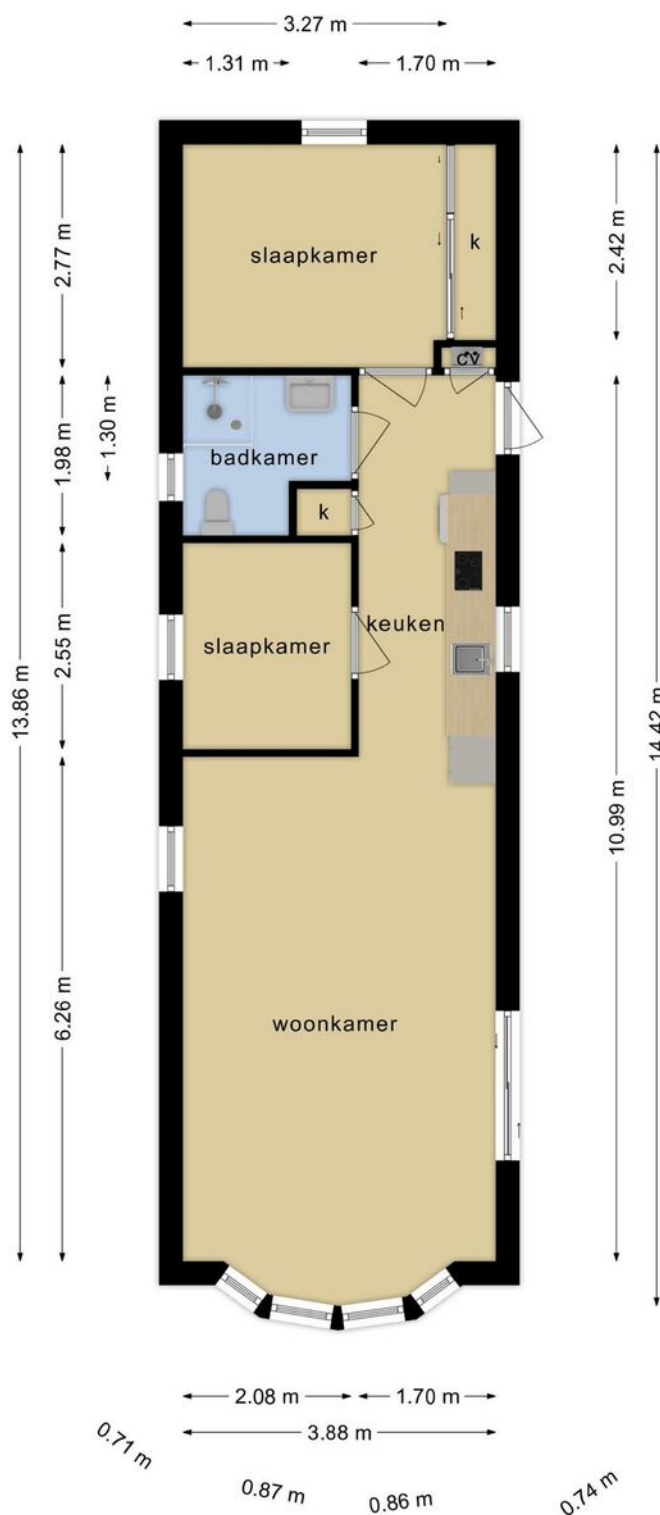 3.27 m
1.31 m
1.70 m
slaapkamer
k
2.77 m
2.42 m
cv
1.30 m
1.98 m
badkamer
k
keuken
slaapkamer
2.55 m
13.86 m
14.42 m
10.99 m
6.26 m
woonkamer
2.08 m
1.70 m
3.88 m
0.71 m
0.87 m
0.86 m
0.74 m